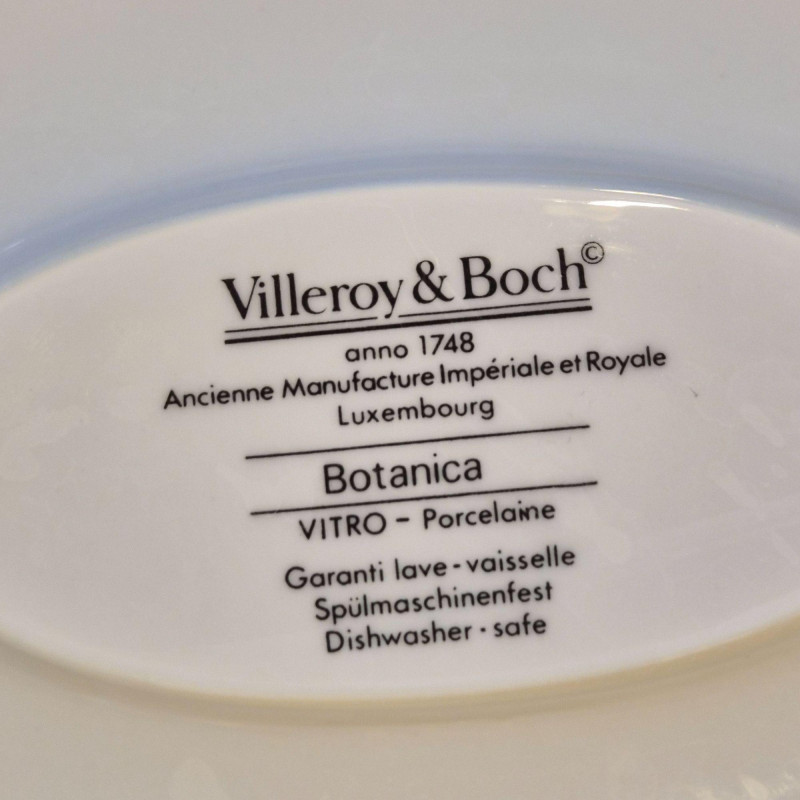 Villeroy & Boch©
anno 1748
Ancienne Manufacture Impériale et Royale
Luxembourg
Botanica
VITRO – Porcelaine
Garanti lave-vaisselle
Spülmaschinenfest
Dishwasher · safe